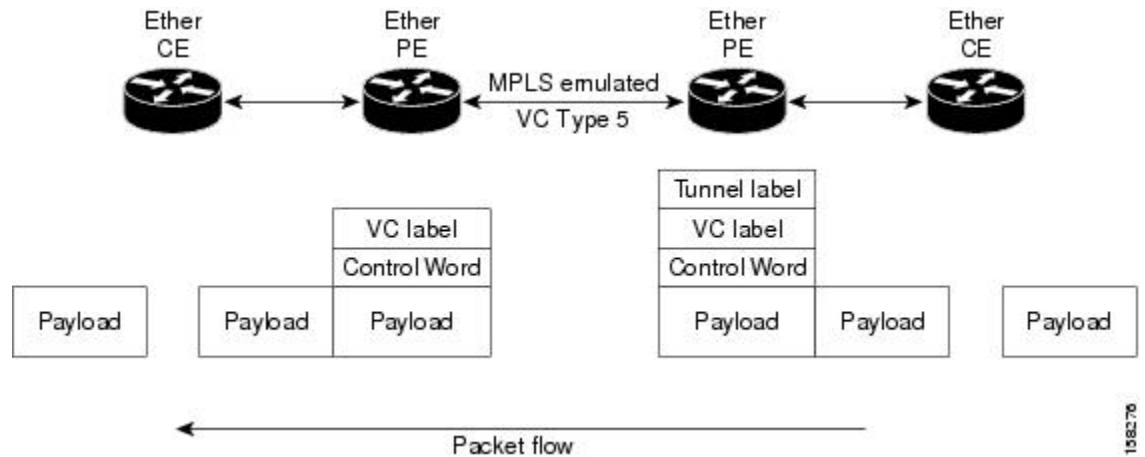 Ether
CE
Ether
PE
Ether
PE
Ether
CE
MPLS emulated
VC Type 5
Tunnel label
VC label
VC label
Control Word
Control Word
Payload
Payload
Payload
Payload
Payload
Payload
Packet flow
158276